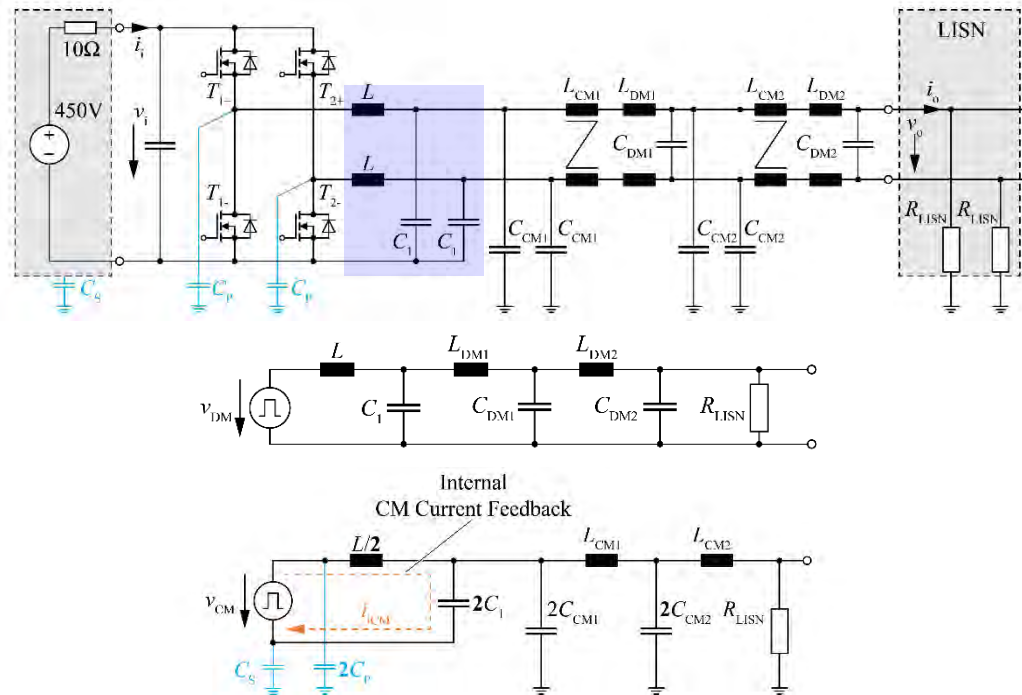 LISN
10Ω
i_i
450V
v_i
T_1+
T_2+
L
L_CM1
L_DM1
L_CM2
L_DM2
i_o
v_o
C_DM1
C_DM2
L
T_1-
T_2-
R_LISN
R_LISN
C_1
C_1
C_CM1
C_CM1
C_CM2
C_CM2
C_S
C_P
C_P
L
L_DM1
L_DM2
v_DM
C_1
C_DM1
C_DM2
R_LISN
Internal
CM Current Feedback
L/2
L_CM1
L_CM2
v_CM
i_iCM
2C_1
2C_CM1
2C_CM2
R_LISN
C_S
2C_P